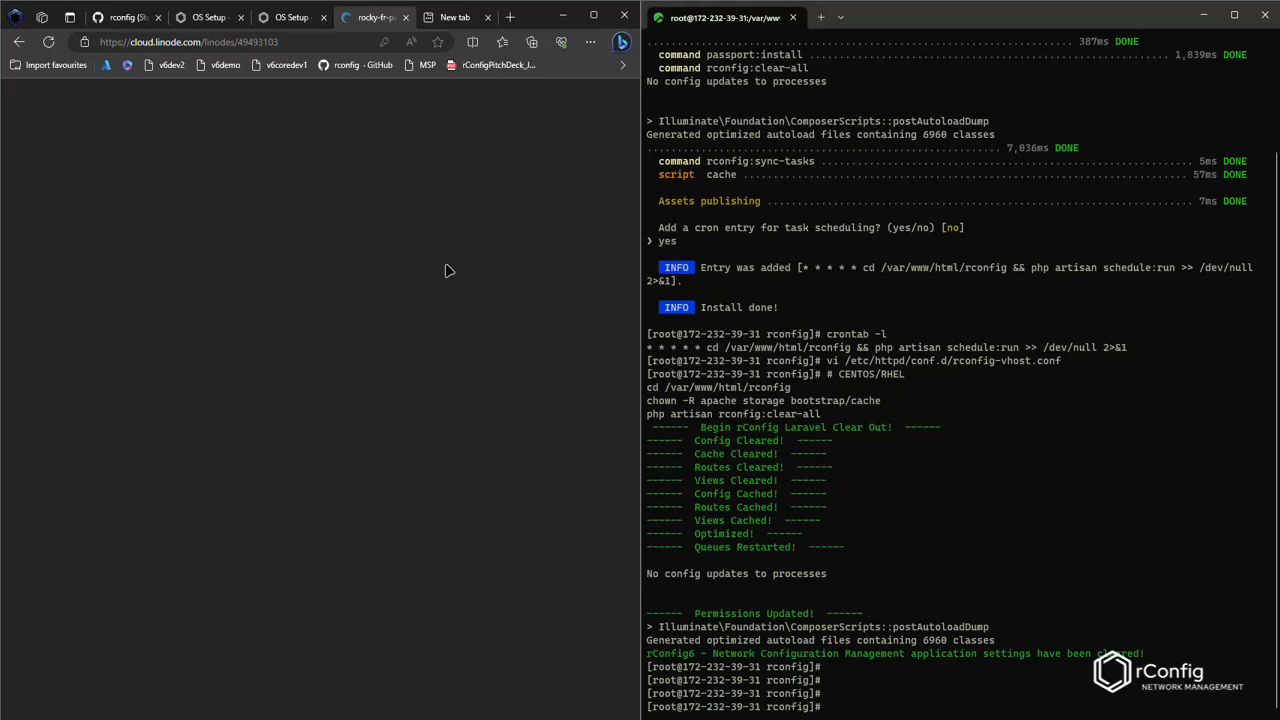 rconfig (St
OS Setup
OS Setup
rocky-fr-pa
New tab
https://cloud.linode.com/linodes/49493103
Import favourites
v6dev2
v6demo
v6coredev1
rconfig · GitHub
MSP
rConfigPitchDeck_J...
root@172-232-39-31:/var/ww
387ms DONE
command passport:install 1,839ms DONE
command rconfig:clear-all
No config updates to processes
> Illuminate\Foundation\ComposerScripts::postAutoloadDump
Generated optimized autoload files containing 6960 classes
7,036ms DONE
command rconfig:sync-tasks 5ms DONE
script cache 57ms DONE
Assets publishing 7ms DONE
Add a cron entry for task scheduling? (yes/no) [no]
❯ yes
INFO Entry was added [* * * * * cd /var/www/html/rconfig && php artisan schedule:run >> /dev/null
2>&1].
INFO Install done!
[root@172-232-39-31 rconfig]# crontab -l
* * * * * cd /var/www/html/rconfig && php artisan schedule:run >> /dev/null 2>&1
[root@172-232-39-31 rconfig]# vi /etc/httpd/conf.d/rconfig-vhost.conf
[root@172-232-39-31 rconfig]# # CENTOS/RHEL
cd /var/www/html/rconfig
chown -R apache storage bootstrap/cache
php artisan rconfig:clear-all
------ Begin rConfig Laravel Clear Out! ------
------ Config Cleared! ------
------ Cache Cleared! ------
------ Routes Cleared! ------
------ Views Cleared! ------
------ Config Cached! ------
------ Routes Cached! ------
------ Views Cached! ------
------ Optimized! ------
------ Queues Restarted! ------
No config updates to processes
------ Permissions Updated! ------
> Illuminate\Foundation\ComposerScripts::postAutoloadDump
Generated optimized autoload files containing 6960 classes
rConfig6 - Network Configuration Management application settings have been cleared!
[root@172-232-39-31 rconfig]#
[root@172-232-39-31 rconfig]#
[root@172-232-39-31 rconfig]#
[root@172-232-39-31 rconfig]#
rConfig
NETWORK MANAGEMENT